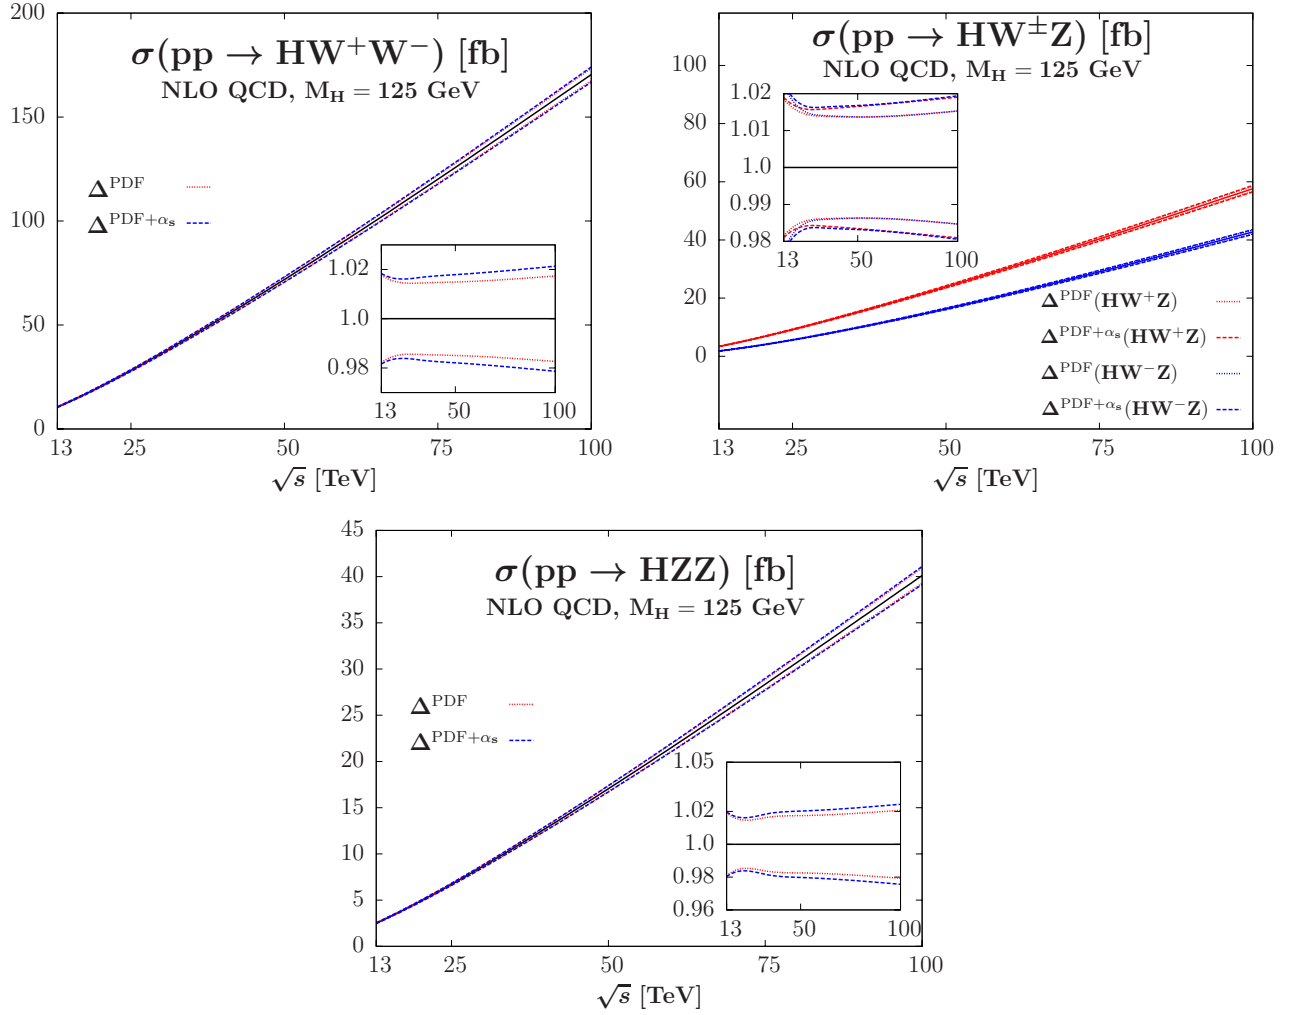 σ(pp → HW⁺W⁻) [fb]
NLO QCD, M_H = 125 GeV
200
150
100
50
0
Δ^PDF
Δ^PDF+α_s
1.02
1.0
0.98
13 50 100
13 25 50 75 100
√s [TeV]
σ(pp → HW±Z) [fb]
NLO QCD, M_H = 125 GeV
100
80
60
40
20
0
1.02
1.01
1.0
0.99
0.98
13 50 100
Δ^PDF(HW⁺Z)
Δ^PDF+α_s(HW⁺Z)
Δ^PDF(HW⁻Z)
Δ^PDF+α_s(HW⁻Z)
13 25 50 75 100
√s [TeV]
σ(pp → HZZ) [fb]
NLO QCD, M_H = 125 GeV
45
40
35
30
25
20
15
10
5
0
Δ^PDF
Δ^PDF+α_s
1.05
1.02
1.0
0.98
0.96
13 50 100
13 25 50 75 100
√s [TeV]